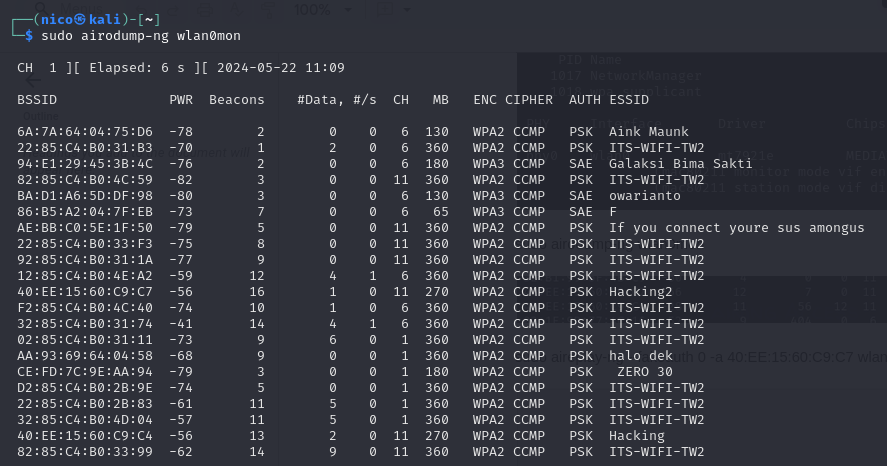 ┌──(nico㉿kali)-[~]
└─$ sudo airodump-ng wlan0mon
CH 1 ][ Elapsed: 6 s ][ 2024-05-22 11:09
BSSID PWR Beacons #Data, #/s CH MB ENC CIPHER AUTH ESSID
6A:7A:64:04:75:D6 -78 2 0 0 6 130 WPA2 CCMP PSK Aink Maunk
22:85:C4:B0:31:B3 -70 1 2 0 6 360 WPA2 CCMP PSK ITS-WIFI-TW2
94:E1:29:45:3B:4C -76 2 0 0 6 180 WPA3 CCMP SAE Galaksi Bima Sakti
82:85:C4:B0:4C:59 -82 3 0 0 11 360 WPA2 CCMP PSK ITS-WIFI-TW2
BA:D1:A6:5D:DF:98 -80 3 0 0 6 130 WPA3 CCMP SAE owarianto
86:B5:A2:04:7F:EB -73 7 0 0 6 65 WPA3 CCMP SAE F
AE:BB:C0:5E:1F:50 -79 5 0 0 11 360 WPA2 CCMP PSK If you connect youre sus amongus
22:85:C4:B0:33:F3 -75 8 0 0 11 360 WPA2 CCMP PSK ITS-WIFI-TW2
92:85:C4:B0:31:1A -77 9 0 0 11 360 WPA2 CCMP PSK ITS-WIFI-TW2
12:85:C4:B0:4E:A2 -59 12 4 1 6 360 WPA2 CCMP PSK ITS-WIFI-TW2
40:EE:15:60:C9:C7 -56 16 1 0 11 270 WPA2 CCMP PSK Hacking2
F2:85:C4:B0:4C:40 -74 10 1 0 6 360 WPA2 CCMP PSK ITS-WIFI-TW2
32:85:C4:B0:31:74 -41 14 4 1 6 360 WPA2 CCMP PSK ITS-WIFI-TW2
02:85:C4:B0:31:11 -73 9 6 0 1 360 WPA2 CCMP PSK ITS-WIFI-TW2
AA:93:69:64:04:58 -68 9 0 0 1 360 WPA2 CCMP PSK halo dek
CE:FD:7C:9E:AA:94 -79 3 0 0 1 180 WPA2 CCMP PSK ZERO 30
D2:85:C4:B0:2B:9E -74 5 0 0 1 360 WPA2 CCMP PSK ITS-WIFI-TW2
22:85:C4:B0:2B:83 -61 11 5 0 1 360 WPA2 CCMP PSK ITS-WIFI-TW2
32:85:C4:B0:4D:04 -57 11 5 0 1 360 WPA2 CCMP PSK ITS-WIFI-TW2
40:EE:15:60:C9:C4 -56 13 2 0 11 270 WPA2 CCMP PSK Hacking
82:85:C4:B0:33:99 -62 14 9 0 11 360 WPA2 CCMP PSK ITS-WIFI-TW2